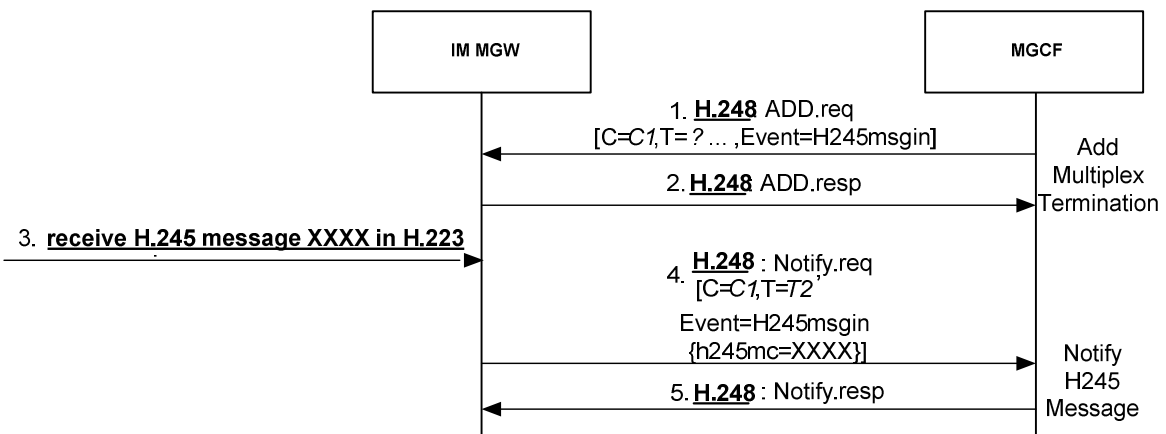 IM MGW
MGCF
1. H.248: ADD.req
[C=C1,T=? ... ,Event=H245msgin]
Add
Multiplex
Termination
2. H.248: ADD.resp
3. receive H.245 message XXXX in H.223
4. H.248 : Notify.req
[C=C1,T=T2,
Event=H245msgin
{h245mc=XXXX}]
Notify
H245
Message
5. H.248 : Notify.resp